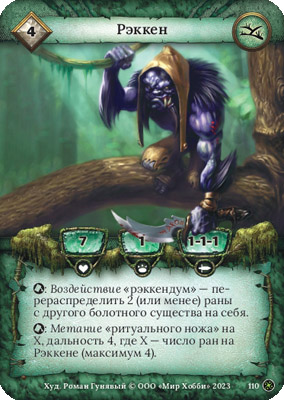 4
Рэккен
7
1
1-1-1
: Воздействие «рэккендум» — пе-
рераспределить 2 (или менее) раны
с другого болотного существа на себя.
: Метание «ритуального ножа» на
X, дальность 4, где X — число ран на
Рэккене (максимум 4).
Худ. Роман Гунявый © ООО «Мир Хобби» 2023
110